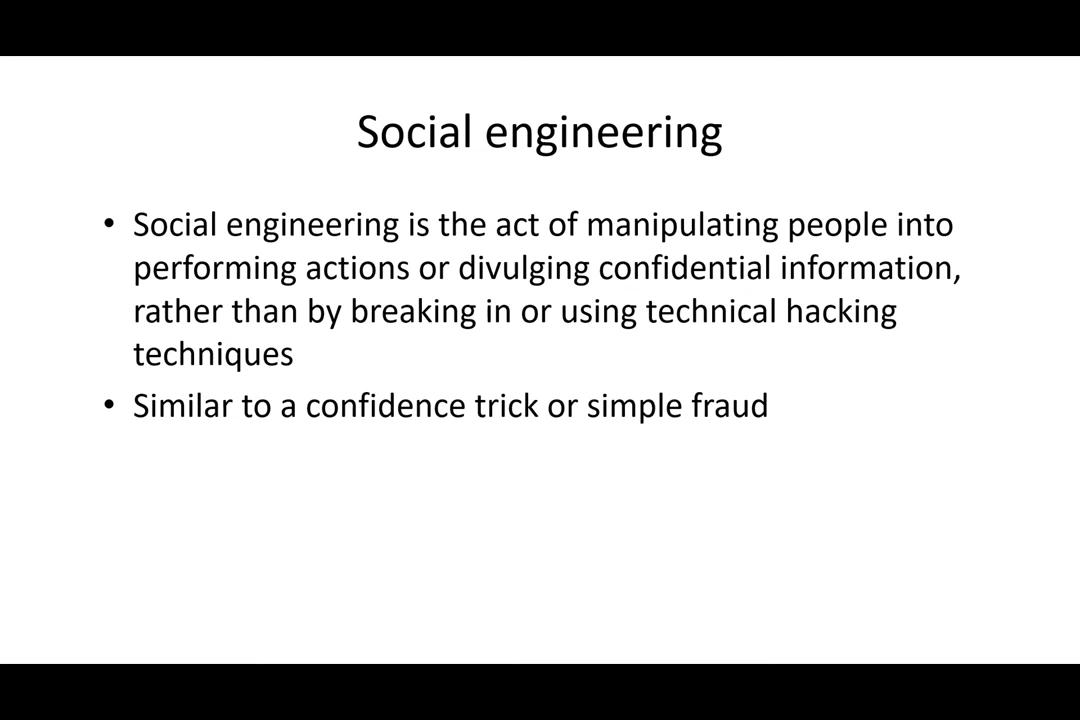 Social engineering
• Social engineering is the act of manipulating people into
performing actions or divulging confidential information,
rather than by breaking in or using technical hacking
techniques
• Similar to a confidence trick or simple fraud